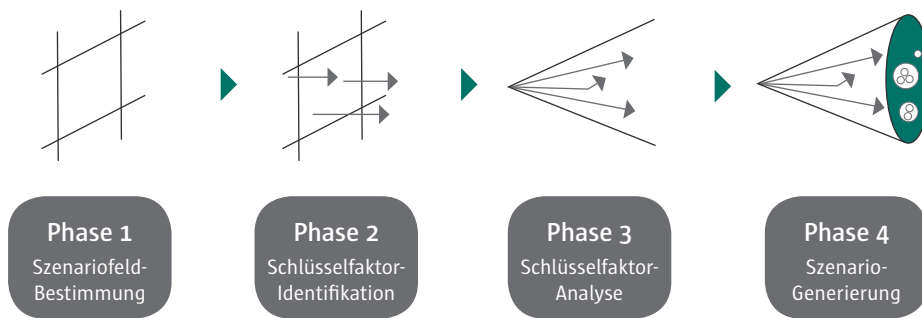 Phase 1
Szenariofeld-
Bestimmung
Phase 2
Schlüsselfaktor-
Identifikation
Phase 3
Schlüsselfaktor-
Analyse
Phase 4
Szenario-
Generierung